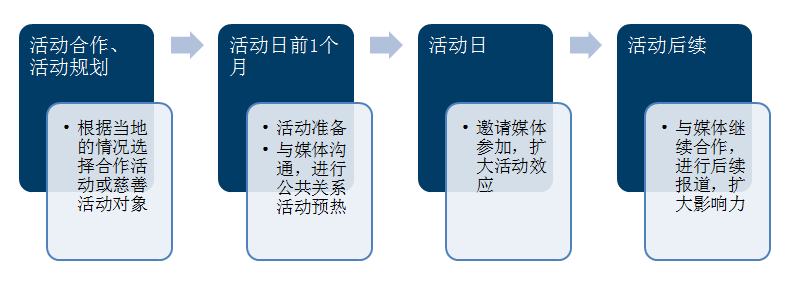 活动合作、
活动规划
• 根据当地
的情况选
择合作活
动或慈善
活动对象
活动日前1个
月
• 活动准备
• 与媒体沟
通，进行
公共关系
活动预热
活动日
• 邀请媒体
参加，扩
大活动效
应
活动后续
• 与媒体继
续合作，
进行后续
报道，扩
大影响力